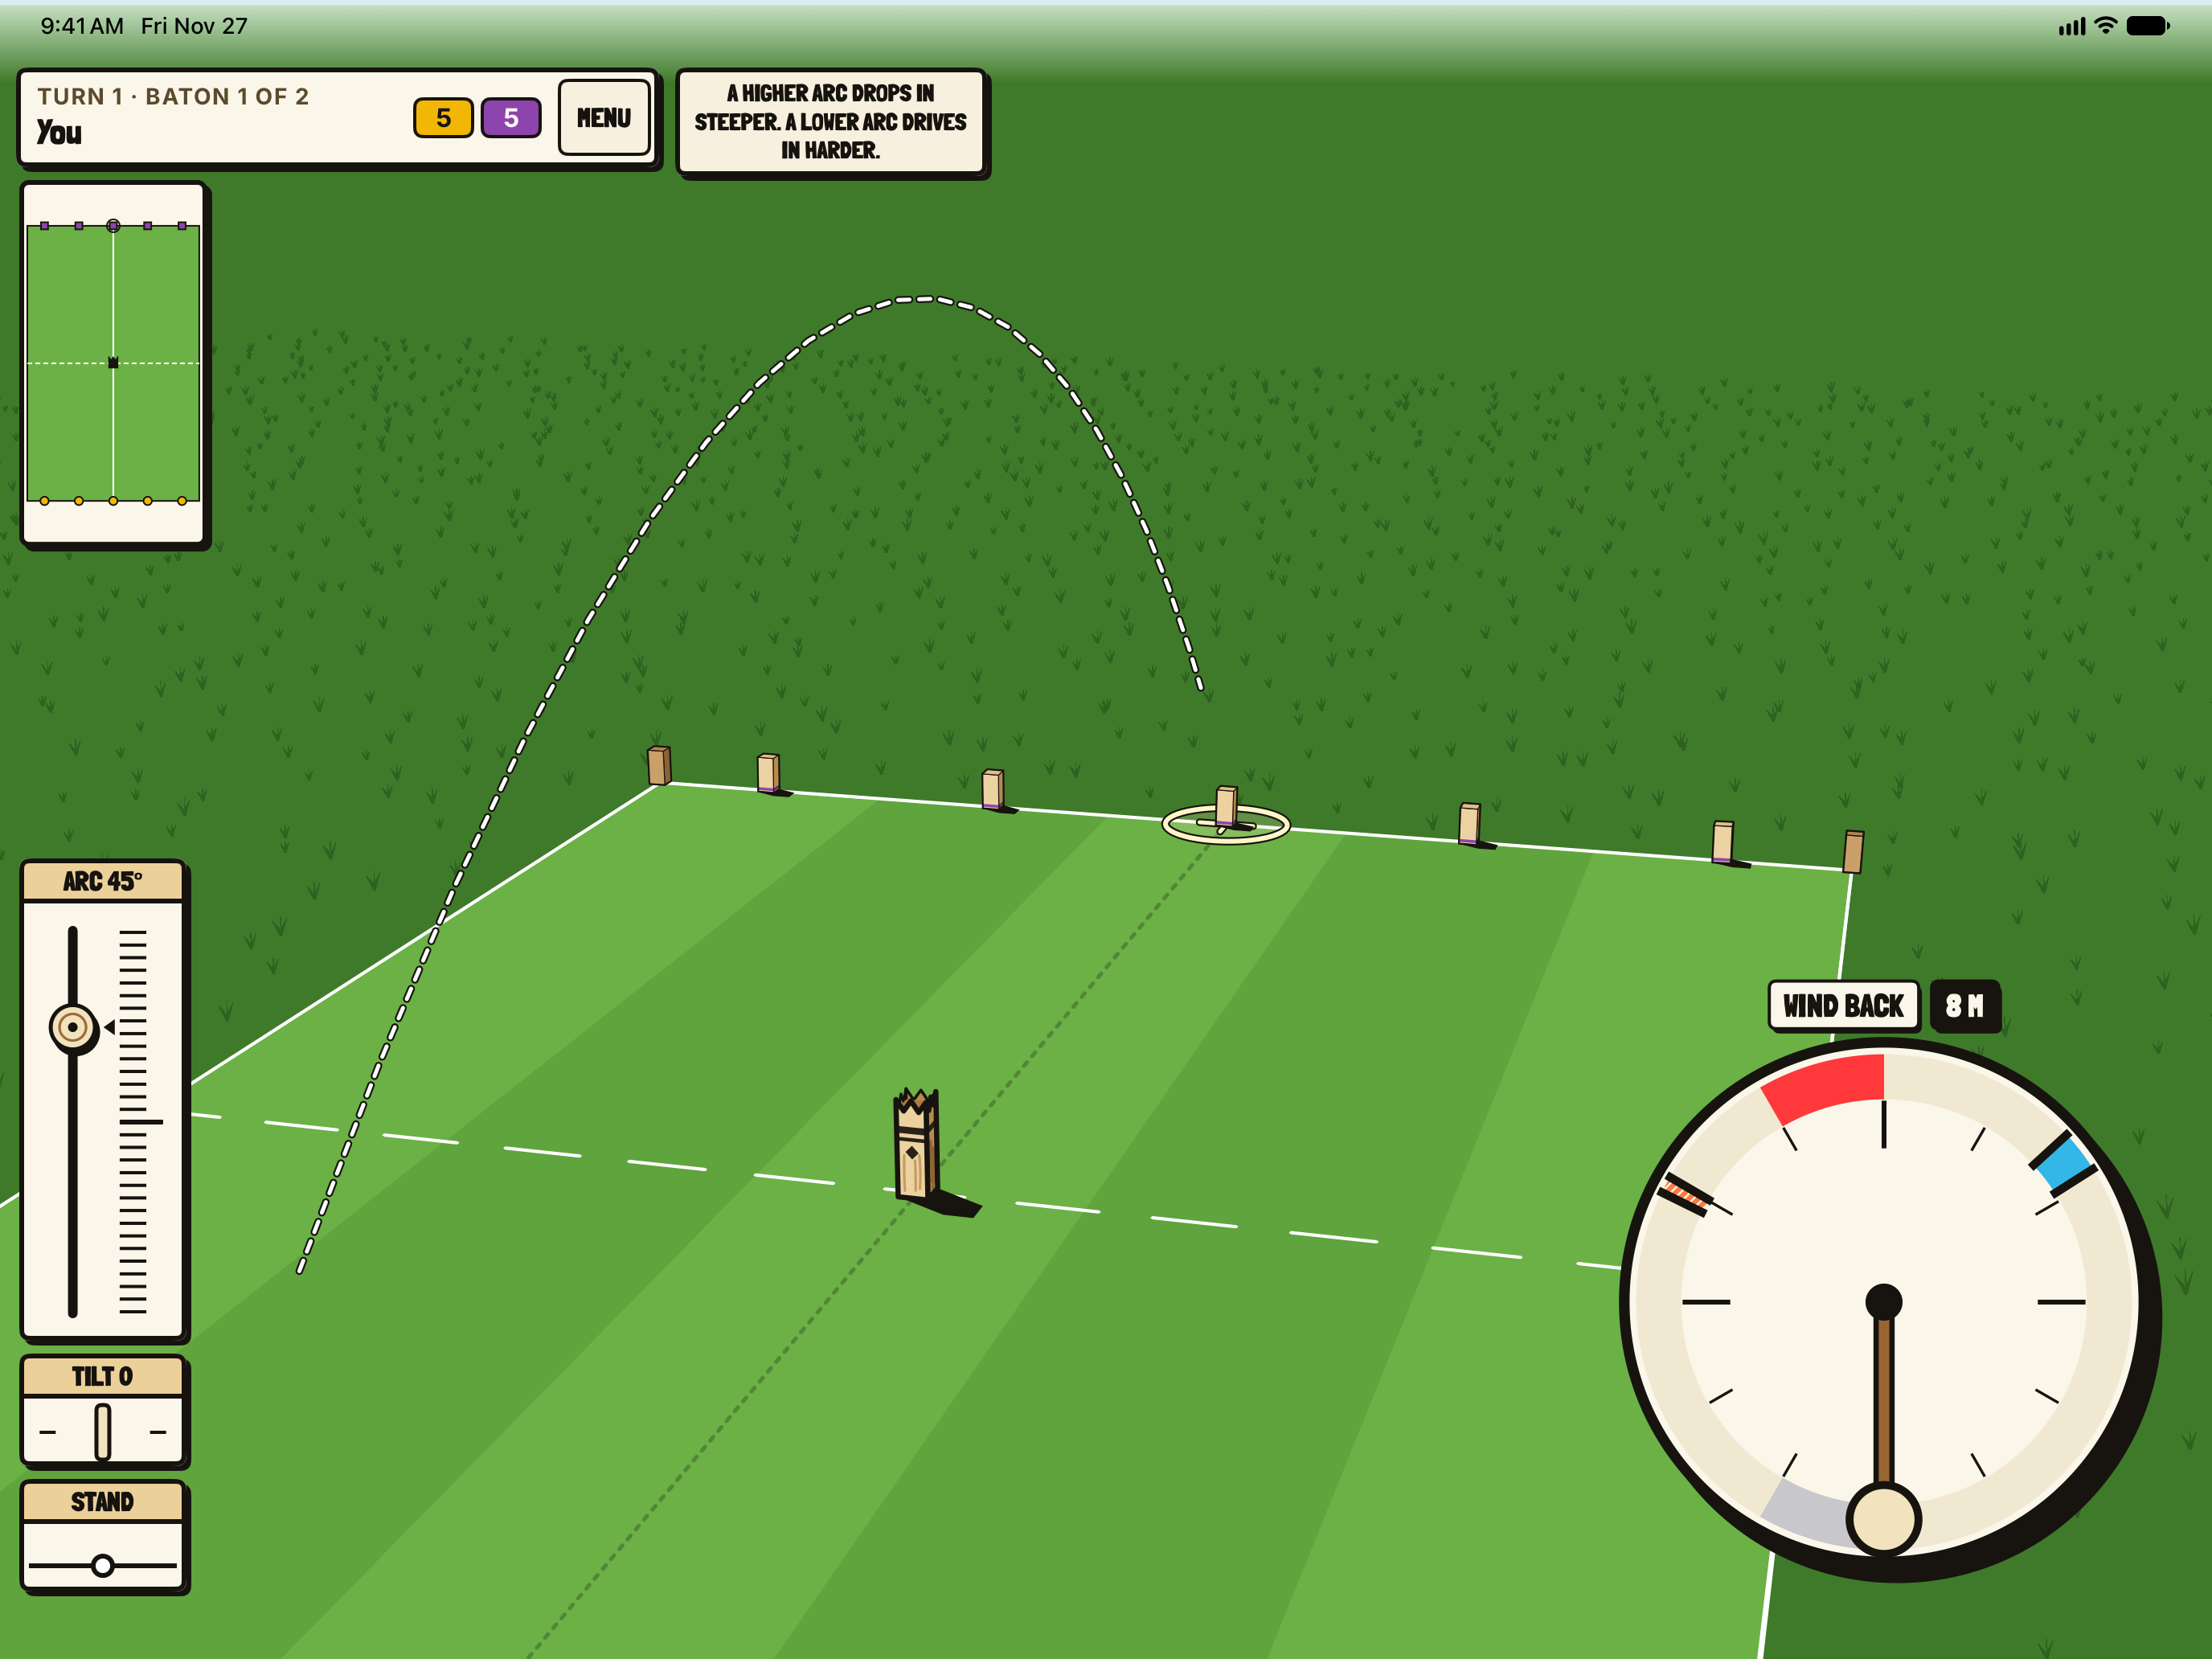 9:41 AM Fri Nov 27
TURN 1 · BATON 1 OF 2
You
5 5
MENU
A HIGHER ARC DROPS IN
STEEPER. A LOWER ARC DRIVES
IN HARDER.
ARC 45°
WIND BACK 8 M
TILT 0
STAND